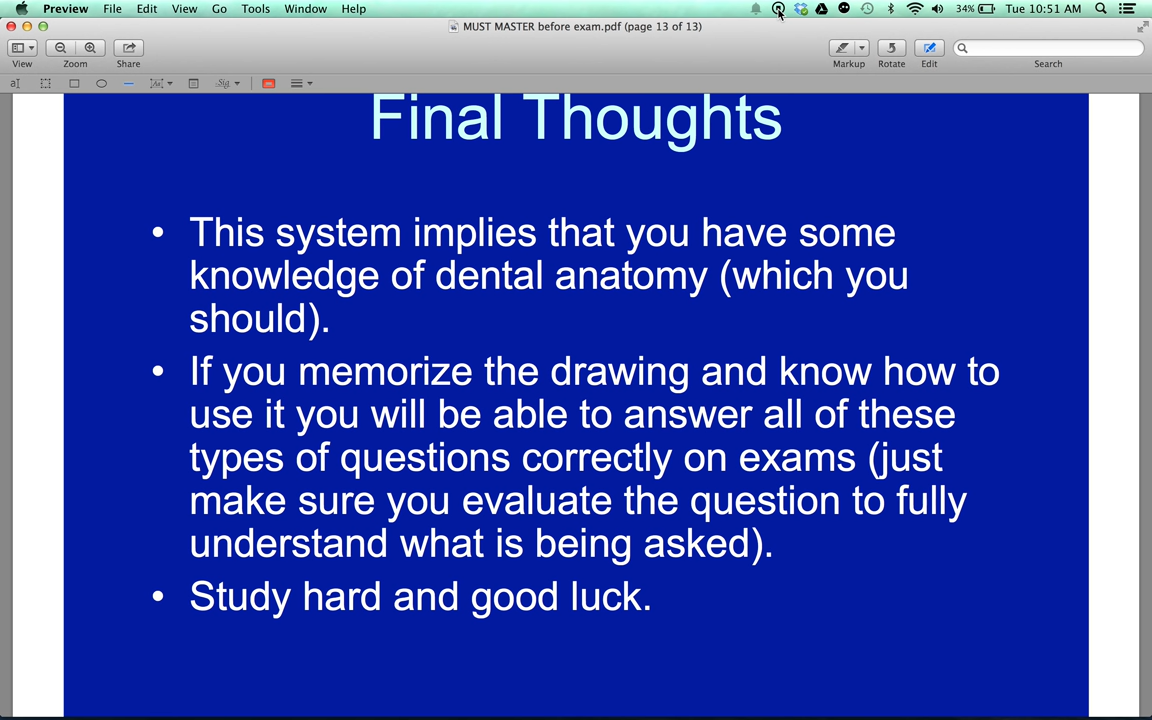 Preview File Edit View Go Tools Window Help 34% Tue 10:51 AM
MUST MASTER before exam.pdf (page 13 of 13)
View Zoom Share Markup Rotate Edit Search
Final Thoughts
• This system implies that you have some
knowledge of dental anatomy (which you
should).
• If you memorize the drawing and know how to
use it you will be able to answer all of these
types of questions correctly on exams (just
make sure you evaluate the question to fully
understand what is being asked).
• Study hard and good luck.